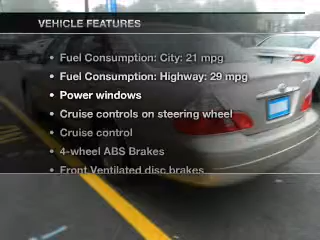 VEHICLE FEATURES
• Fuel Consumption: City: 21 mpg
• Fuel Consumption: Highway: 29 mpg
• Power windows
• Cruise controls on steering wheel
• Cruise control
• 4-wheel ABS Brakes
• Front Ventilated disc brakes